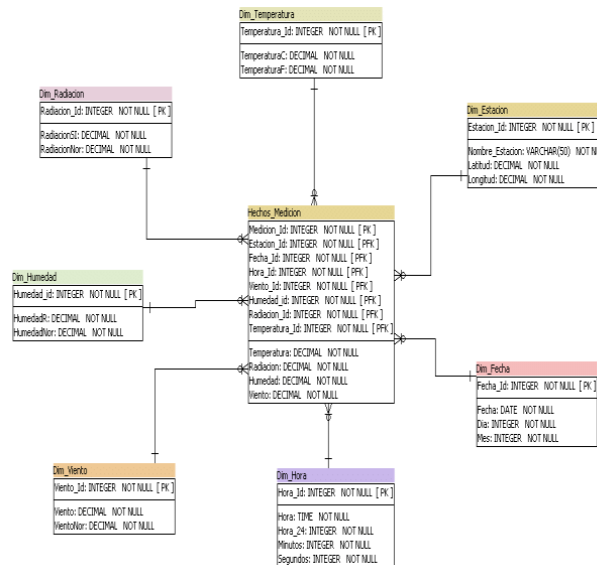 Dim_Temperatura
Temperatura_Id: INTEGER NOT NULL [ PK ]
TemperaturaC: DECIMAL NOT NULL
TemperaturaF: DECIMAL NOT NULL
Dim_Radiacion
Radiacion_Id: INTEGER NOT NULL [ PK ]
RadiacionSI: DECIMAL NOT NULL
RadiacionNor: DECIMAL NOT NULL
Dim_Estacion
Estacion_Id: INTEGER NOT NULL [ PK ]
Nombre_Estacion: VARCHAR(50) NOT N
Latitud: DECIMAL NOT NULL
Longitud: DECIMAL NOT NULL
Hechos_Medicion
Medicion_Id: INTEGER NOT NULL [ PK ]
Estacion_Id: INTEGER NOT NULL [ PFK ]
Fecha_Id: INTEGER NOT NULL [ PFK ]
Hora_Id: INTEGER NOT NULL [ PFK ]
Viento_Id: INTEGER NOT NULL [ PFK ]
Humedad_id: INTEGER NOT NULL [ PFK ]
Radiacion_Id: INTEGER NOT NULL [ PFK ]
Temperatura_Id: INTEGER NOT NULL [ PFK ]
Temperatura: DECIMAL NOT NULL
Radiacion: DECIMAL NOT NULL
Humedad: DECIMAL NOT NULL
Viento: DECIMAL NOT NULL
Dim_Humedad
Humedad_id: INTEGER NOT NULL [ PK ]
HumedadR: DECIMAL NOT NULL
HumedadNor: DECIMAL NOT NULL
Dim_Fecha
Fecha_Id: INTEGER NOT NULL [ PK ]
Fecha: DATE NOT NULL
Dia: INTEGER NOT NULL
Mes: INTEGER NOT NULL
Dim_Viento
Viento_Id: INTEGER NOT NULL [ PK ]
Viento: DECIMAL NOT NULL
VientoNor: DECIMAL NOT NULL
Dim_Hora
Hora_Id: INTEGER NOT NULL [ PK ]
Hora: TIME NOT NULL
Hora_24: INTEGER NOT NULL
Minutos: INTEGER NOT NULL
Segundos: INTEGER NOT NULL